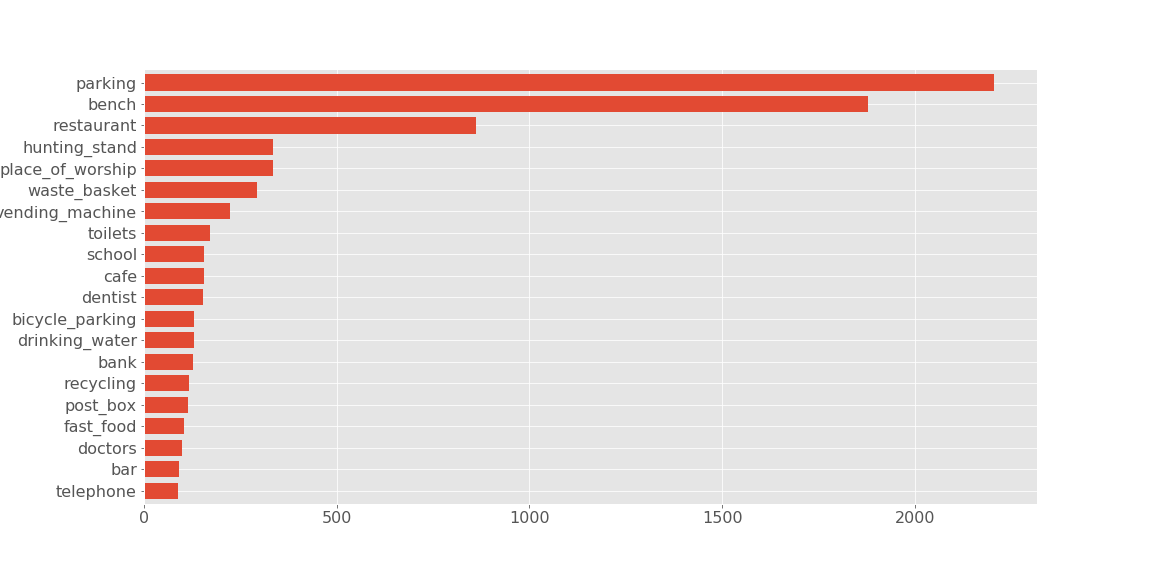 parking
bench
restaurant
hunting_stand
place_of_worship
waste_basket
vending_machine
toilets
school
cafe
dentist
bicycle_parking
drinking_water
bank
recycling
post_box
fast_food
doctors
bar
telephone
0 500 1000 1500 2000